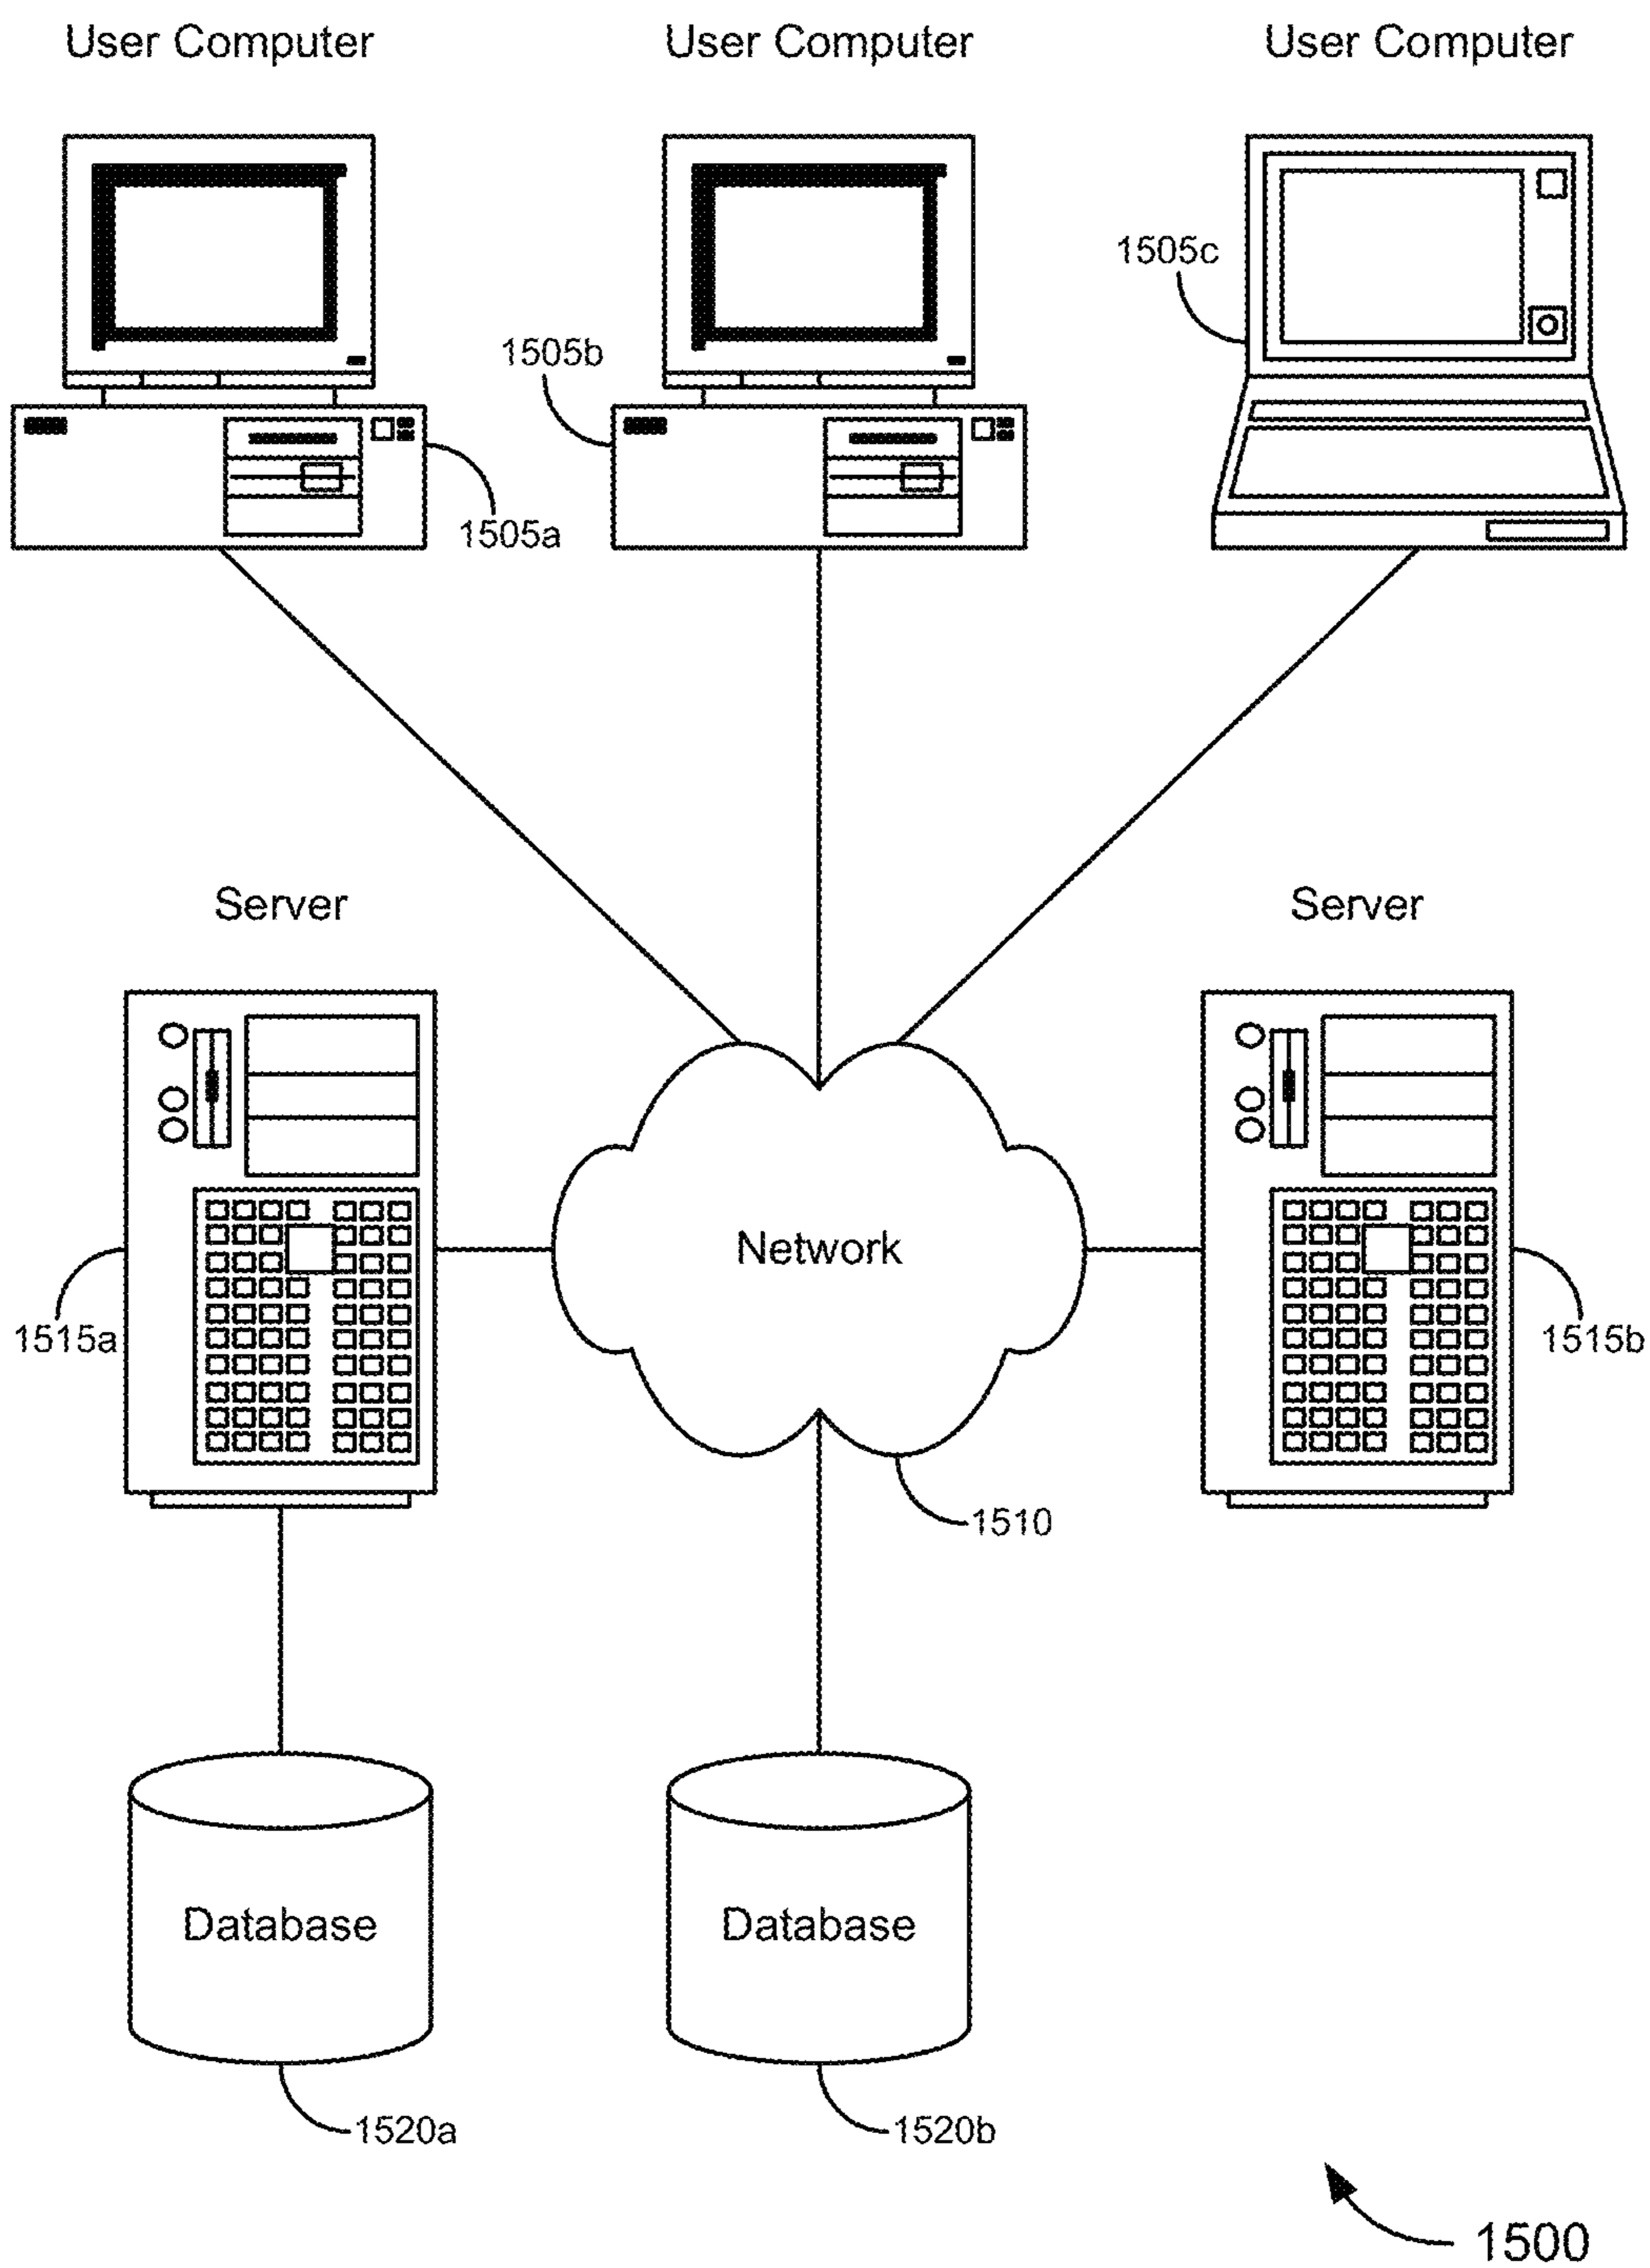 User Computer
User Computer
User Computer
1505c
1505b
1505a
Server
Server
Network
1515a
1515b
1510
Database
Database
1520a
1520b
1500